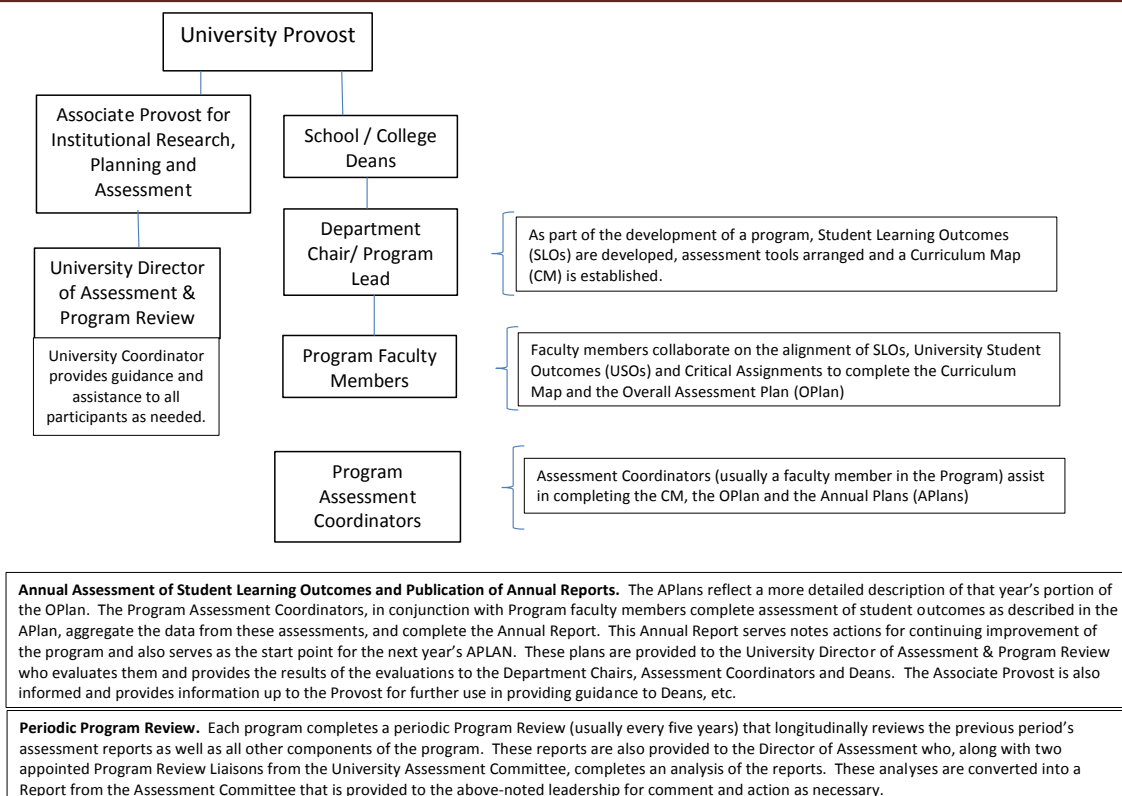 University Provost
Associate Provost for
Institutional Research,
Planning and
Assessment
University Director
of Assessment &
Program Review
University Coordinator
provides guidance and
assistance to all
participants as needed.
School / College
Deans
Department
Chair/ Program
Lead
As part of the development of a program, Student Learning Outcomes
(SLOs) are developed, assessment tools arranged and a Curriculum Map
(CM) is established.
Program Faculty
Members
Faculty members collaborate on the alignment of SLOs, University Student
Outcomes (USOs) and Critical Assignments to complete the Curriculum
Map and the Overall Assessment Plan (OPlan)
Program
Assessment
Coordinators
Assessment Coordinators (usually a faculty member in the Program) assist
in completing the CM, the OPlan and the Annual Plans (APlans)
Annual Assessment of Student Learning Outcomes and Publication of Annual Reports. The APlans reflect a more detailed description of that year's portion of
the OPlan. The Program Assessment Coordinators, in conjunction with Program faculty members complete assessment of student outcomes as described in the
APlan, aggregate the data from these assessments, and complete the Annual Report. This Annual Report serves notes actions for continuing improvement of
the program and also serves as the start point for the next year's APLAN. These plans are provided to the University Director of Assessment & Program Review
who evaluates them and provides the results of the evaluations to the Department Chairs, Assessment Coordinators and Deans. The Associate Provost is also
informed and provides information up to the Provost for further use in providing guidance to Deans, etc.
Periodic Program Review. Each program completes a periodic Program Review (usually every five years) that longitudinally reviews the previous period's
assessment reports as well as all other components of the program. These reports are also provided to the Director of Assessment who, along with two
appointed Program Review Liaisons from the University Assessment Committee, completes an analysis of the reports. These analyses are converted into a
Report from the Assessment Committee that is provided to the above-noted leadership for comment and action as necessary.